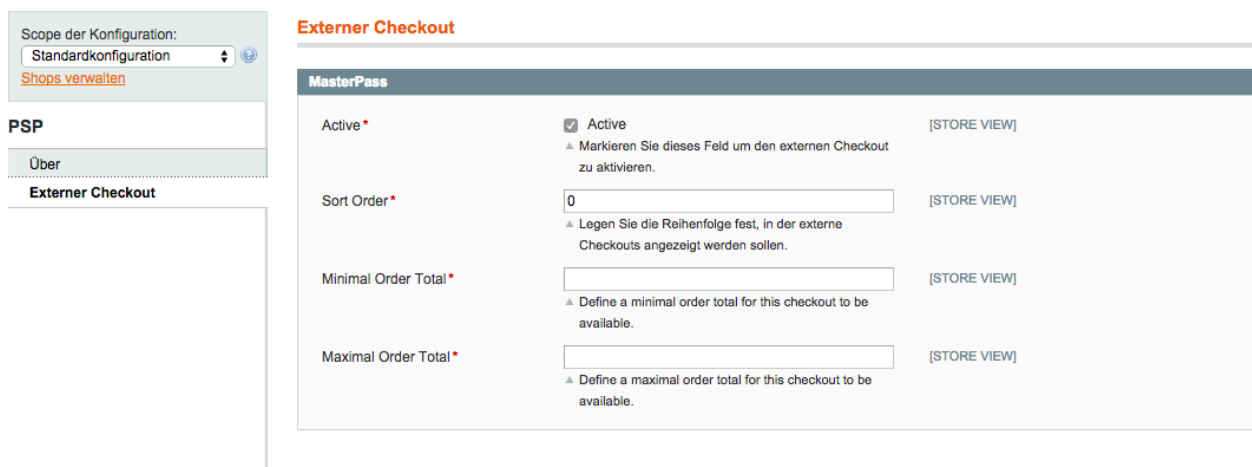 Scope der Konfiguration:
Standardkonfiguration
Shops verwalten
PSP
Über
Externer Checkout
Externer Checkout
MasterPass
Active* Active [STORE VIEW]
Markieren Sie dieses Feld um den externen Checkout
zu aktivieren.
Sort Order* 0 [STORE VIEW]
Legen Sie die Reihenfolge fest, in der externe
Checkouts angezeigt werden sollen.
Minimal Order Total* [STORE VIEW]
Define a minimal order total for this checkout to be
available.
Maximal Order Total* [STORE VIEW]
Define a maximal order total for this checkout to be
available.